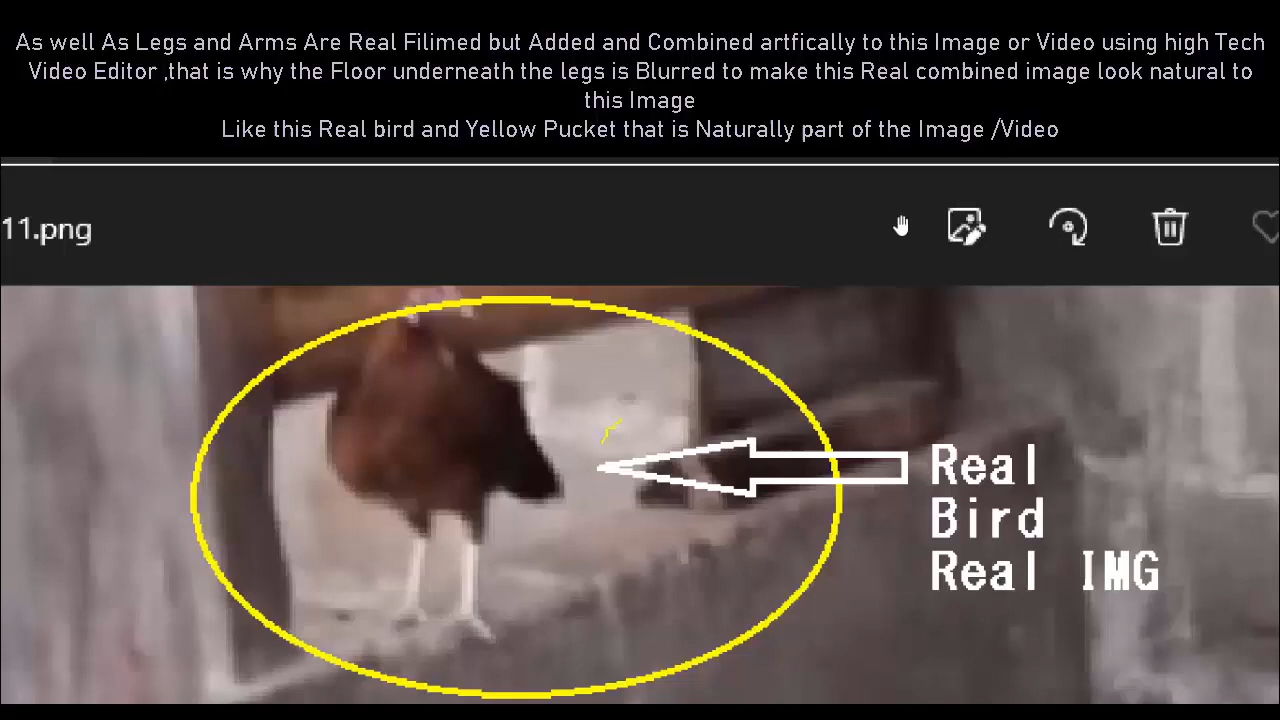 As well As Legs and Arms Are Real Filimed but Added and Combined artfically to this Image or Video using high Tech
Video Editor ,that is why the Floor underneath the legs is Blurred to make this Real combined image look natural to
this Image
Like this Real bird and Yellow Pucket that is Naturally part of the Image /Video
11.png
Real
Bird
Real IMG